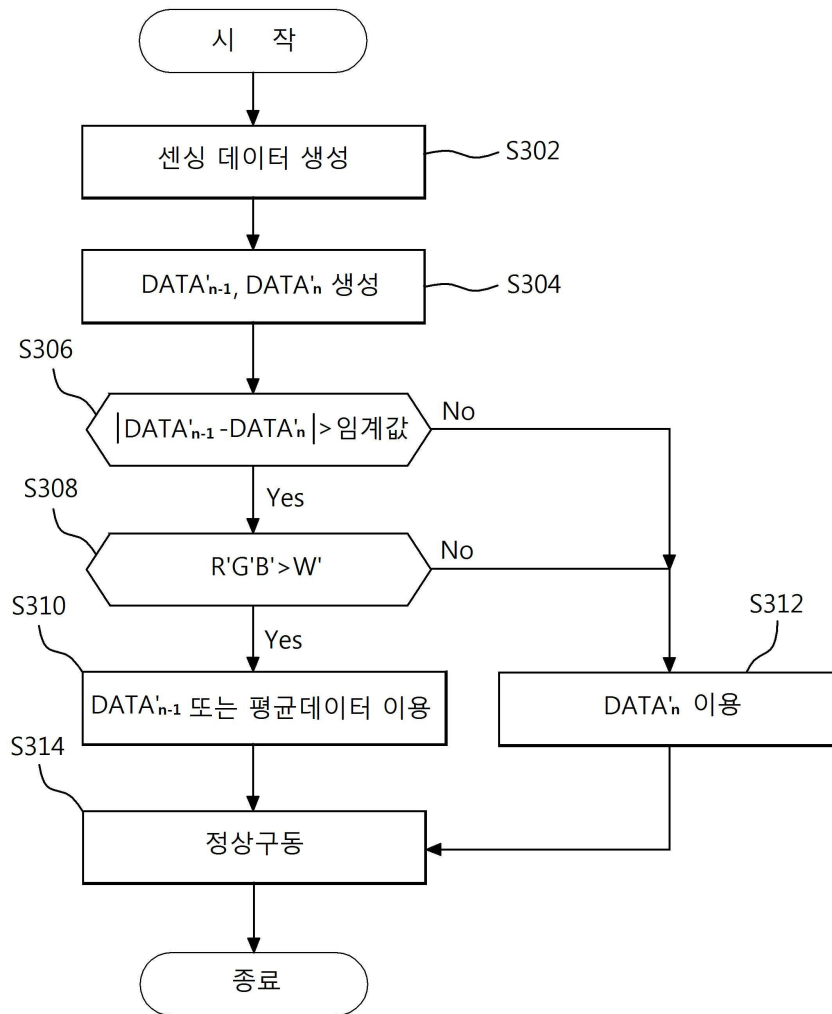 시 작
센싱 데이터 생성
S302
DATA'n-1, DATA'n 생성
S304
S306
|DATA'n-1 -DATA'n|>임계값
No
Yes
S308
R'G'B'>W'
No
Yes
S310
DATA'n-1 또는 평균데이터 이용
S312
DATA'n 이용
S314
정상구동
종료